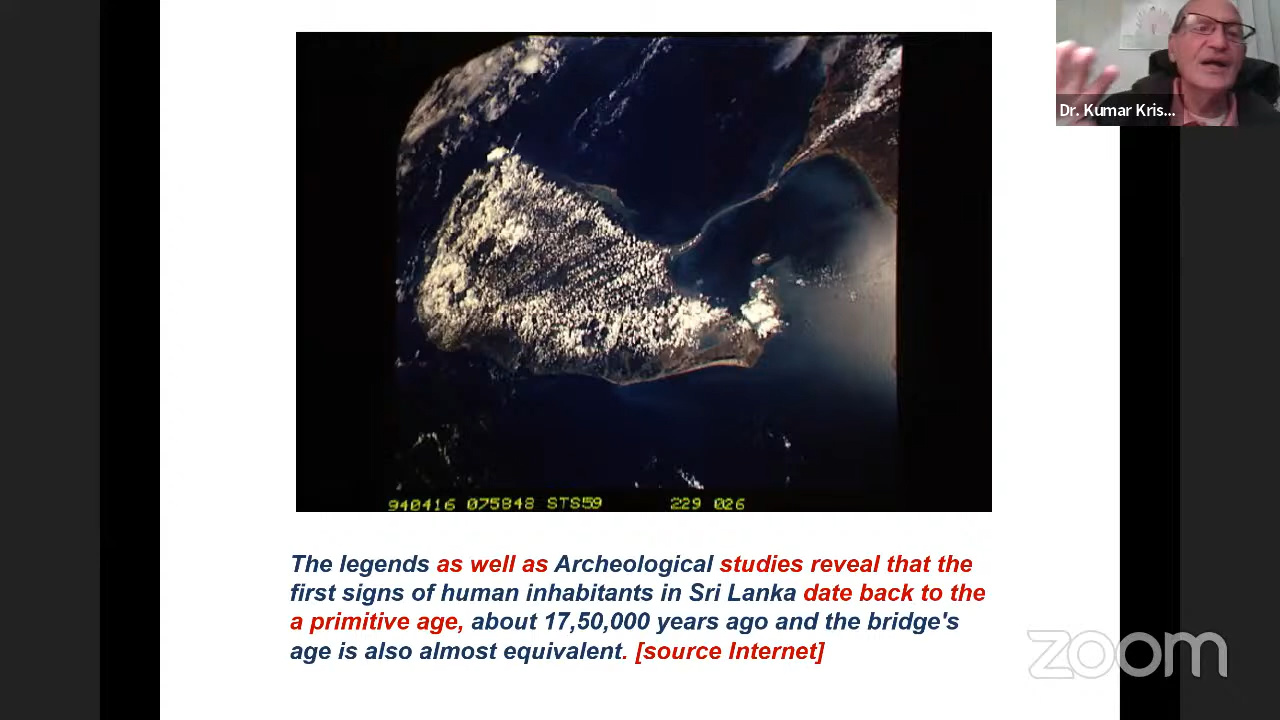 Dr. Kumar Kris...
940416 075848 STS59 229 026
The legends as well as Archeological studies reveal that the
first signs of human inhabitants in Sri Lanka date back to the
a primitive age, about 17,50,000 years ago and the bridge's
age is also almost equivalent. [source Internet]
zoom